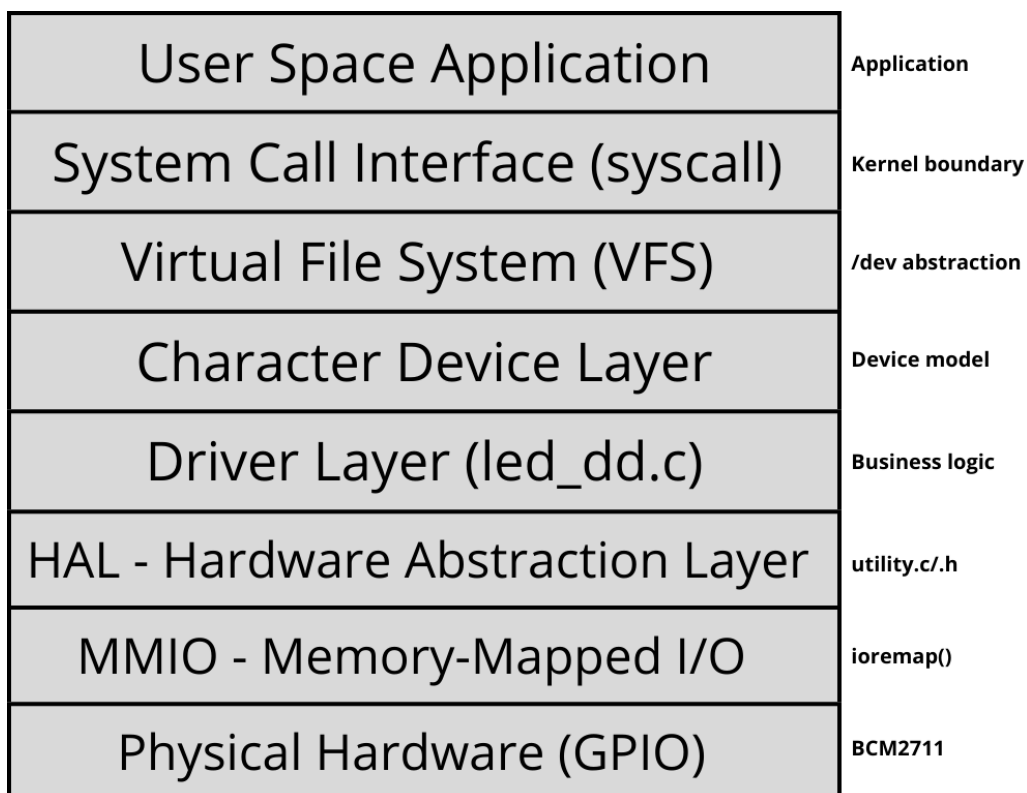 User Space Application
Application
System Call Interface (syscall)
Kernel boundary
Virtual File System (VFS)
/dev abstraction
Character Device Layer
Device model
Driver Layer (led_dd.c)
Business logic
HAL - Hardware Abstraction Layer
utility.c/.h
MMIO - Memory-Mapped I/O
ioremap()
Physical Hardware (GPIO)
BCM2711